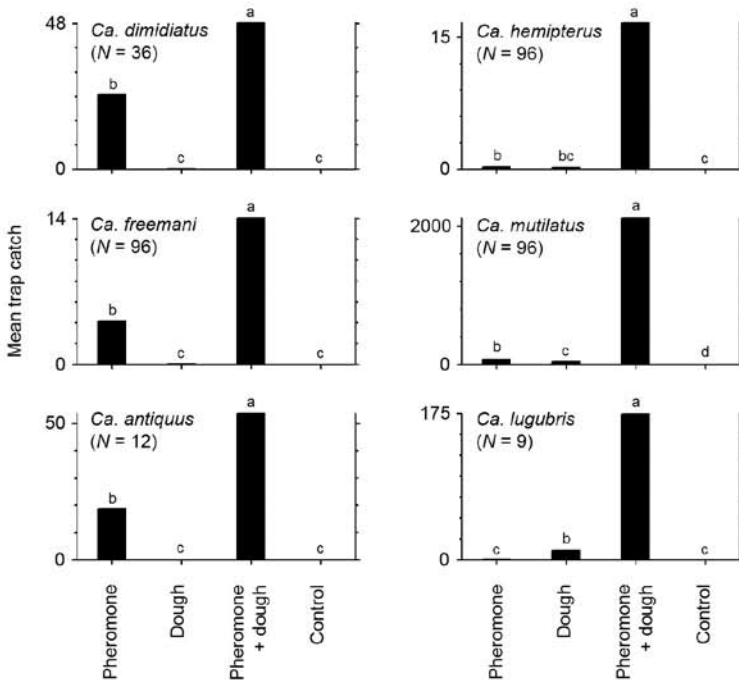 Mean trap catch
48
0
Ca. dimidiatus
(N = 36)
b
c
a
c
15
0
Ca. hemipterus
(N = 96)
b
bc
a
c
14
0
Ca. freemani
(N = 96)
b
c
a
c
2000
0
Ca. mutilatus
(N = 96)
b
c
a
d
50
0
Ca. antiquus
(N = 12)
b
c
a
c
175
0
Ca. lugubris
(N = 9)
c
b
a
c
Pheromone
Dough
Pheromone
+ dough
Control
Pheromone
Dough
Pheromone
+ dough
Control